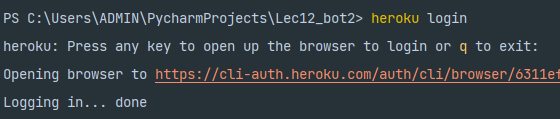 PS C:\Users\ADMIN\PycharmProjects\Lec12_bot2> heroku login
heroku: Press any key to open up the browser to login or q to exit:
Opening browser to https://cli-auth.heroku.com/auth/cli/browser/6311ef
Logging in... done